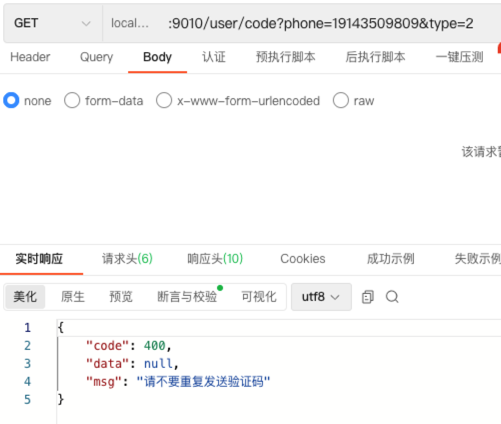 GET local... :9010/user/code?phone=19143509809&type=2
Header Query Body 认证 预执行脚本 后执行脚本 一键压测
none form-data x-www-form-urlencoded raw
该请求
实时响应 请求头(6) 响应头(10) Cookies 成功示例 失败示例
美化 原生 预览 断言与校验 可视化 utf8
1 {
2 "code": 400,
3 "data": null,
4 "msg": "请不要重复发送验证码"
5 }